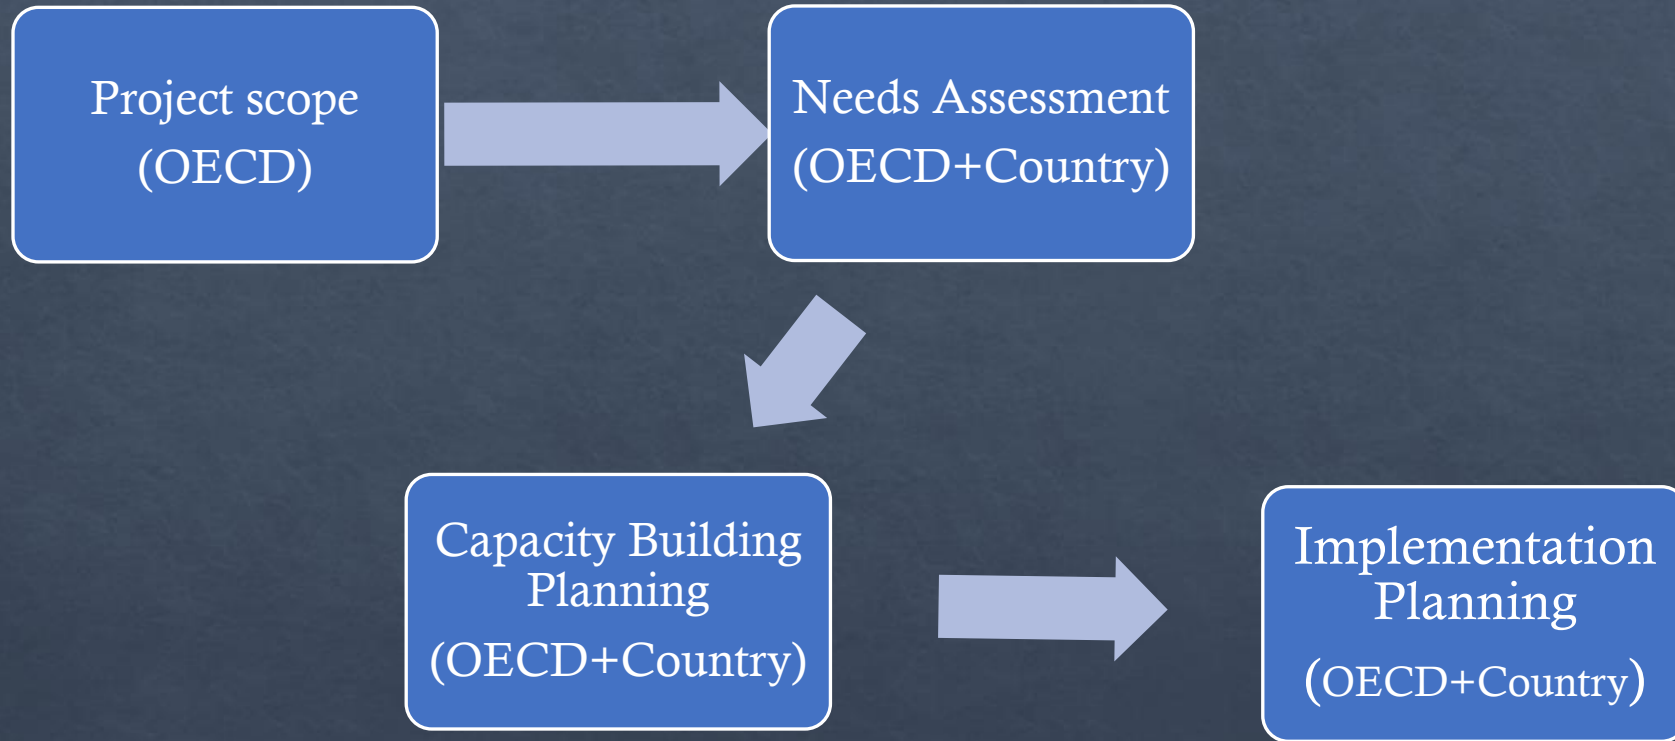 Project scope
(OECD)
Needs Assessment
(OECD+Country)
Capacity Building
Planning
(OECD+Country)
Implementation
Planning
(OECD+Country)